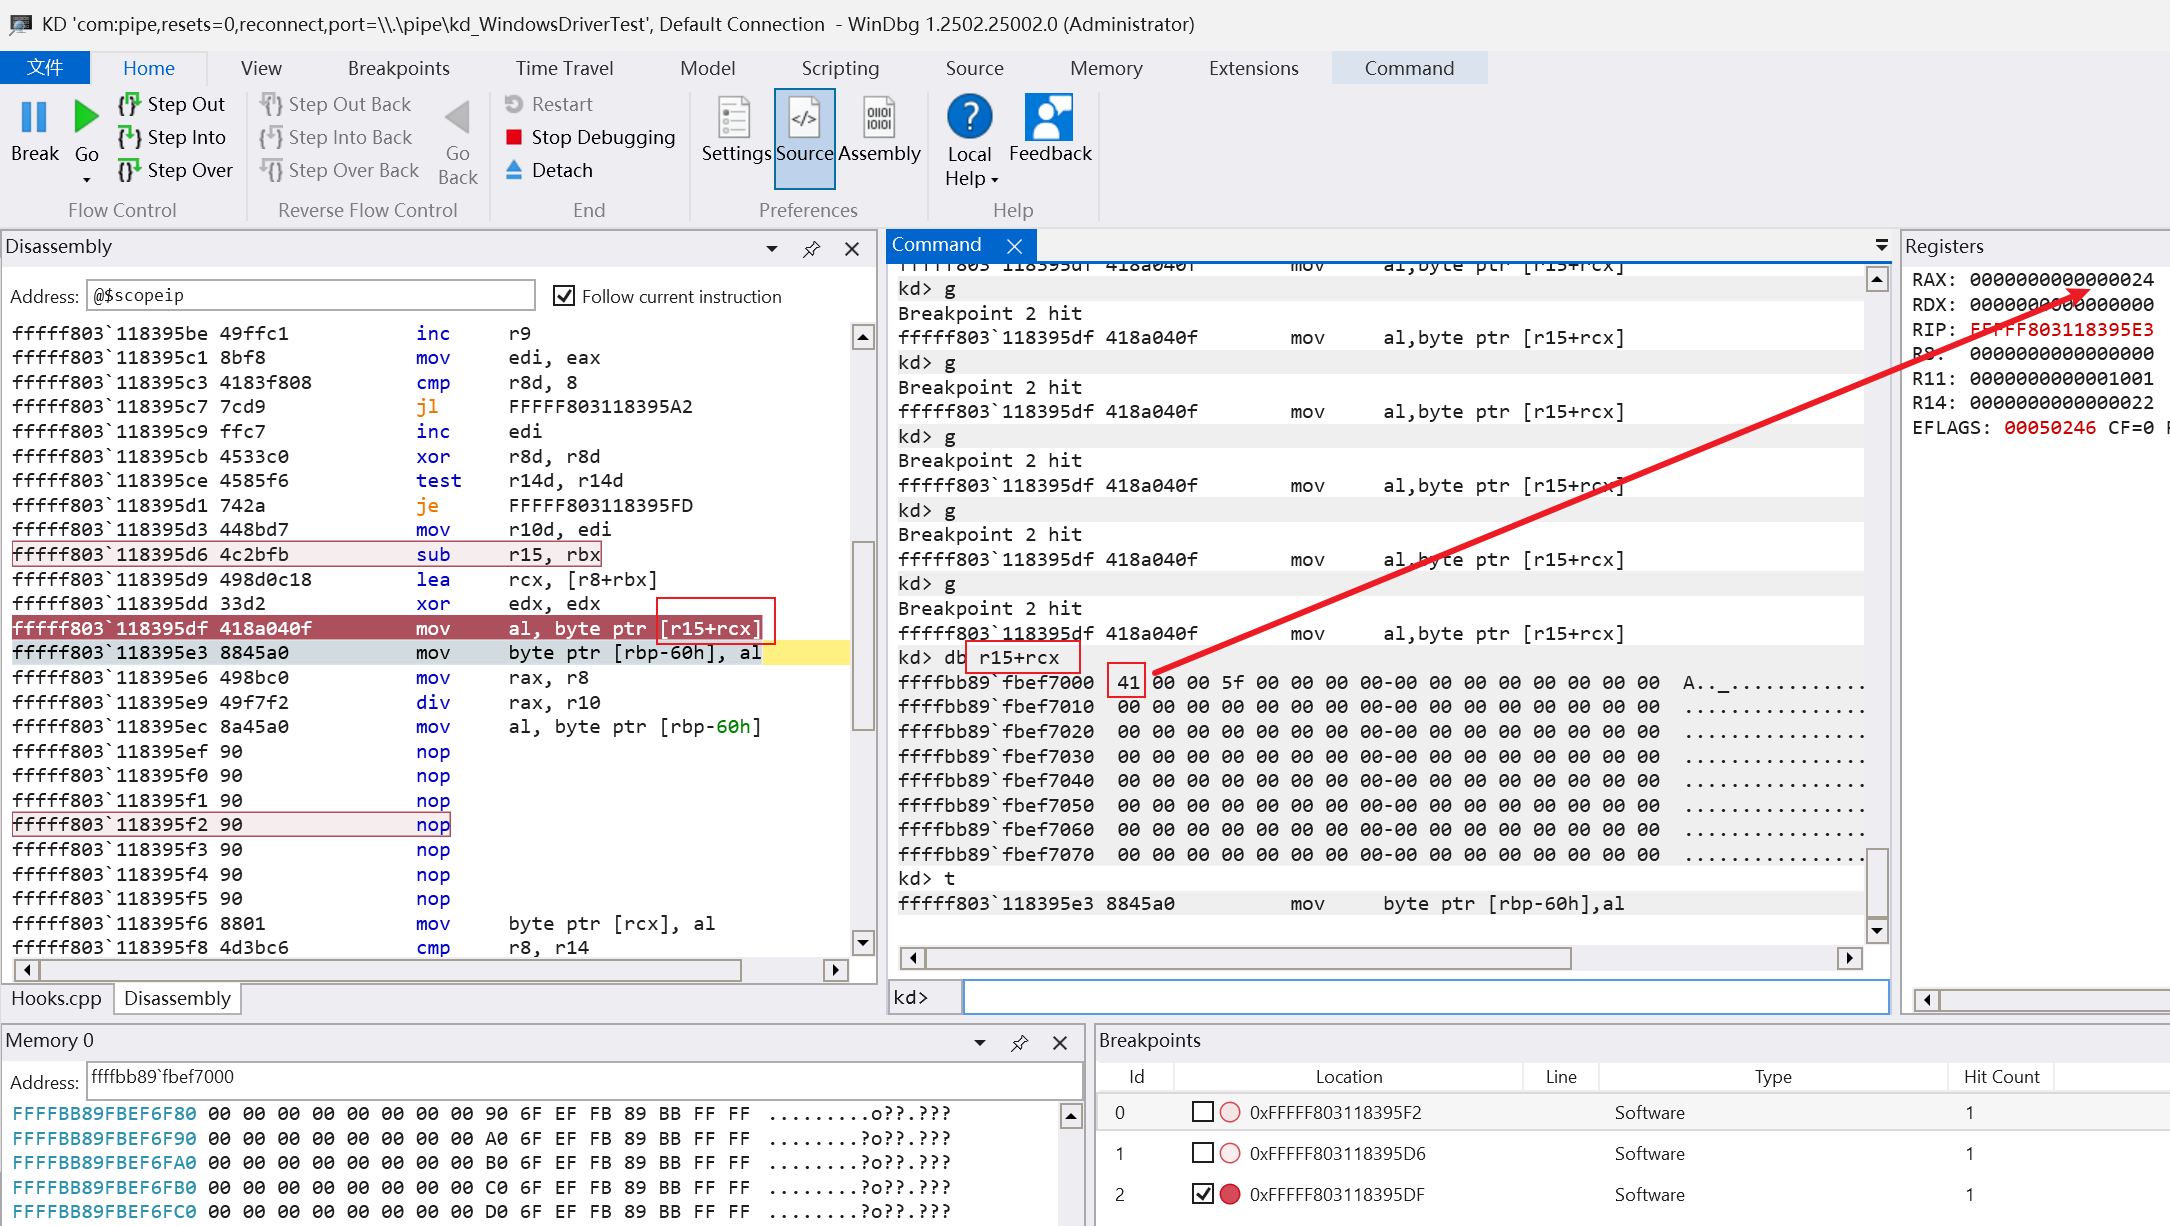 KD 'com:pipe,resets=0,reconnect,port=\\.\pipe\kd_WindowsDriverTest', Default Connection  - WinDbg 1.2502.25002.0 (Administrator)
文件 Home View Breakpoints Time Travel Model Scripting Source Memory Extensions Command
Break
Go
Step Out
Step Into
Step Over
Flow Control
Step Out Back
Step Into Back
Step Over Back
Go Back
Reverse Flow Control
Restart
Stop Debugging
Detach
End
Settings Source Assembly
Preferences
Local Help
Feedback
Help
Disassembly
Address: @$scopeip
Follow current instruction
fffff803`118395be 49ffc1 inc r9
fffff803`118395c1 8bf8 mov edi, eax
fffff803`118395c3 4183f808 cmp r8d, 8
fffff803`118395c7 7cd9 jl FFFFF803118395A2
fffff803`118395c9 ffc7 inc edi
fffff803`118395cb 4533c0 xor r8d, r8d
fffff803`118395ce 4585f6 test r14d, r14d
fffff803`118395d1 742a je FFFFF803118395FD
fffff803`118395d3 448bd7 mov r10d, edi
fffff803`118395d6 4c2bfb sub r15, rbx
fffff803`118395d9 498d0c18 lea rcx, [r8+rbx]
fffff803`118395dd 33d2 xor edx, edx
fffff803`118395df 418a040f mov al, byte ptr [r15+rcx]
fffff803`118395e3 8845a0 mov byte ptr [rbp-60h], al
fffff803`118395e6 498bc0 mov rax, r8
fffff803`118395e9 49f7f2 div rax, r10
fffff803`118395ec 8a45a0 mov al, byte ptr [rbp-60h]
fffff803`118395ef 90 nop
fffff803`118395f0 90 nop
fffff803`118395f1 90 nop
fffff803`118395f2 90 nop
fffff803`118395f3 90 nop
fffff803`118395f4 90 nop
fffff803`118395f5 90 nop
fffff803`118395f6 8801 mov byte ptr [rcx], al
fffff803`118395f8 4d3bc6 cmp r8, r14
Hooks.cpp Disassembly
Command
fffff803`118395df 418a040f mov al,byte ptr [r15+rcx]
kd> g
Breakpoint 2 hit
fffff803`118395df 418a040f mov al,byte ptr [r15+rcx]
kd> g
Breakpoint 2 hit
fffff803`118395df 418a040f mov al,byte ptr [r15+rcx]
kd> g
Breakpoint 2 hit
fffff803`118395df 418a040f mov al,byte ptr [r15+rcx]
kd> g
Breakpoint 2 hit
fffff803`118395df 418a040f mov al,byte ptr [r15+rcx]
kd> g
Breakpoint 2 hit
fffff803`118395df 418a040f mov al,byte ptr [r15+rcx]
kd> db r15+rcx
ffffbb89`fbef7000 41 00 00 5f 00 00 00 00-00 00 00 00 00 00 00 00 A.._............
ffffbb89`fbef7010 00 00 00 00 00 00 00 00-00 00 00 00 00 00 00 00 ................
ffffbb89`fbef7020 00 00 00 00 00 00 00 00-00 00 00 00 00 00 00 00 ................
ffffbb89`fbef7030 00 00 00 00 00 00 00 00-00 00 00 00 00 00 00 00 ................
ffffbb89`fbef7040 00 00 00 00 00 00 00 00-00 00 00 00 00 00 00 00 ................
ffffbb89`fbef7050 00 00 00 00 00 00 00 00-00 00 00 00 00 00 00 00 ................
ffffbb89`fbef7060 00 00 00 00 00 00 00 00-00 00 00 00 00 00 00 00 ................
ffffbb89`fbef7070 00 00 00 00 00 00 00 00-00 00 00 00 00 00 00 00 ................
kd> t
fffff803`118395e3 8845a0 mov byte ptr [rbp-60h],al
kd>
Registers
RAX: 0000000000000024
RDX: 0000000000000000
RIP: FFFFF803118395E3
R8: 0000000000000000
R11: 0000000000001001
R14: 0000000000000022
EFLAGS: 00050246 CF=0
Memory 0
Address: ffffbb89`fbef7000
FFFFBB89FBEF6F80 00 00 00 00 00 00 00 00 90 6F EF FB 89 BB FF FF .........o??.???
FFFFBB89FBEF6F90 00 00 00 00 00 00 00 00 A0 6F EF FB 89 BB FF FF ........?o??.???
FFFFBB89FBEF6FA0 00 00 00 00 00 00 00 00 B0 6F EF FB 89 BB FF FF ........?o??.???
FFFFBB89FBEF6FB0 00 00 00 00 00 00 00 00 C0 6F EF FB 89 BB FF FF ........?o??.???
FFFFBB89FBEF6FC0 00 00 00 00 00 00 00 00 D0 6F EF FB 89 BB FF FF ........?o??.???
Breakpoints
Id Location Line Type Hit Count
0 0xFFFFF803118395F2 Software 1
1 0xFFFFF803118395D6 Software 1
2 0xFFFFF803118395DF Software 1